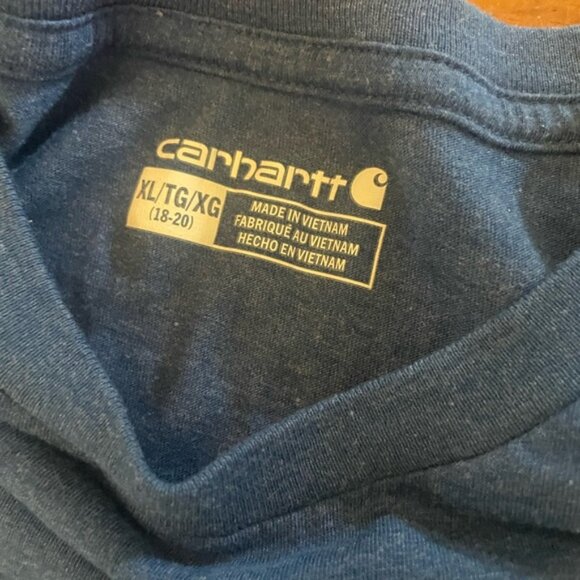 carhartt
XL/TG/XG
(18-20)
MADE IN VIETNAM
FABRIQUÉ AU VIETNAM
HECHO EN VIETNAM